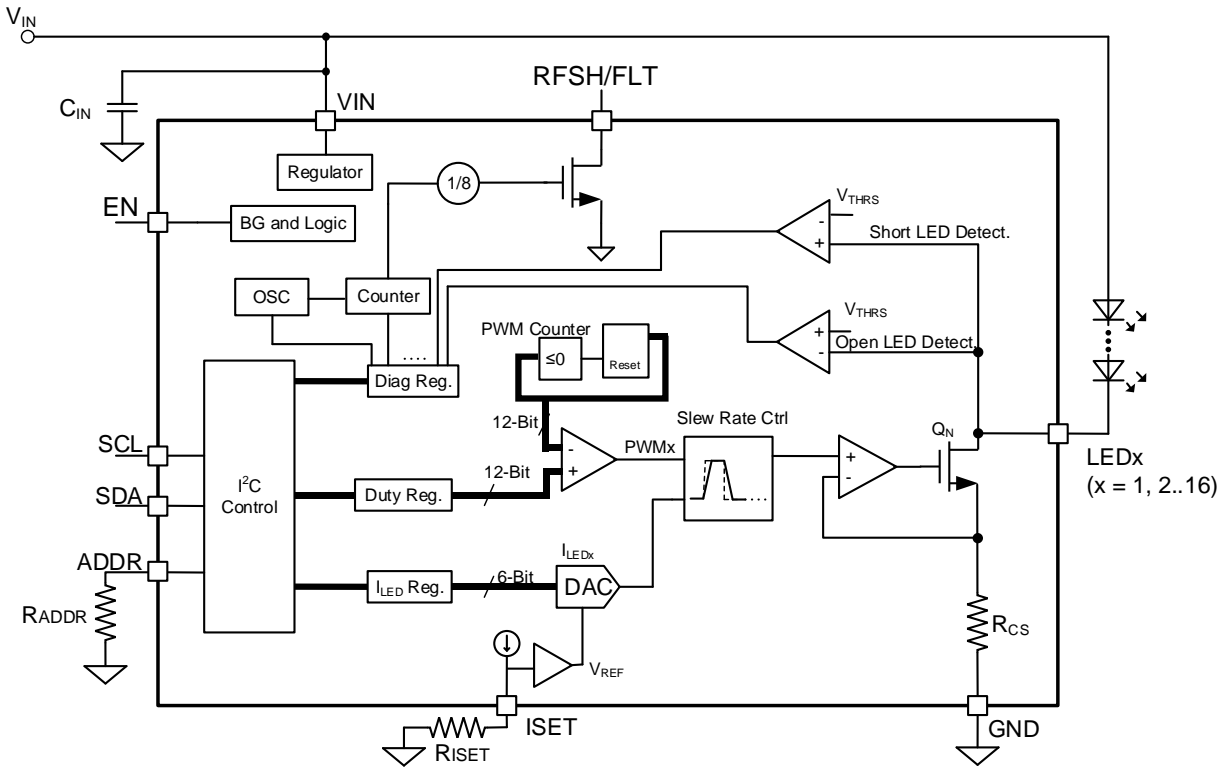 VIN
RFSH/FLT
CIN
VIN
Regulator
1/8
VTHRS
-
+
Short LED Detect.
EN
BG and Logic
OSC
Counter
VTHRS
+
-
Open LED Detect.
PWM Counter
≤0
Reset
....
Diag Reg.
12-Bit
Slew Rate Ctrl
QN
SCL
-
+
PWMx
+
-
LEDx
(x = 1, 2..16)
12-Bit
I²C
Control
Duty Reg.
SDA
....
ADDR
ILEDx
6-Bit
ILED Reg.
DAC
RADDR
RCS
VREF
ISET
GND
RISET